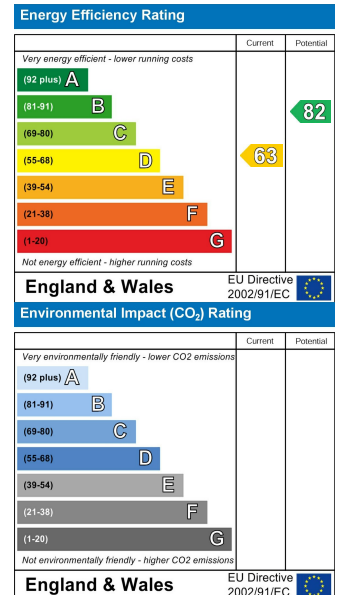 Energy Efficiency Rating
Current Potential
Very energy efficient - lower running costs
(92 plus) A
(81-91) B
82
(69-80) C
(55-68) D
63
(39-54) E
(21-38) F
(1-20) G
Not energy efficient - higher running costs
England & Wales
EU Directive
2002/91/EC
Environmental Impact (CO₂) Rating
Current Potential
Very environmentally friendly - lower CO2 emissions
(92 plus) A
(81-91) B
(69-80) C
(55-68) D
(39-54) E
(21-38) F
(1-20) G
Not environmentally friendly - higher CO2 emissions
England & Wales
EU Directive
2002/91/EC